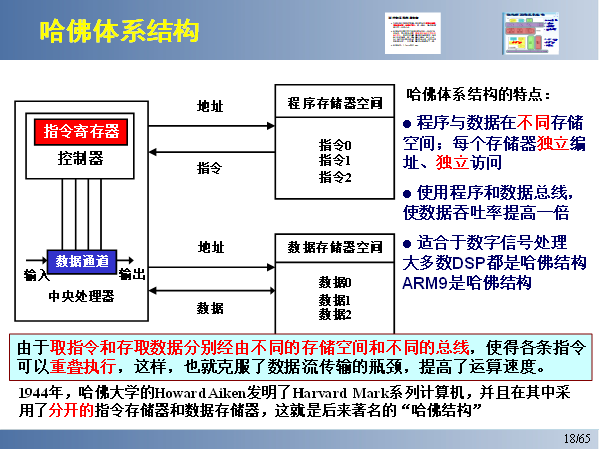 哈佛体系结构
指令寄存器
控制器
数据通道
输入
输出
中央处理器
地址
指令
地址
数据
程序存储器空间
指令0
指令1
指令2
数据存储器空间
数据0
数据1
数据2
哈佛体系结构的特点：
● 程序与数据在不同存储
空间；每个存储器独立编
址、独立访问
● 使用程序和数据总线，
使数据吞吐率提高一倍
● 适合于数字信号处理
大多数DSP都是哈佛结构
ARM9是哈佛结构
由于取指令和存取数据分别经由不同的存储空间和不同的总线，使得各条指令
可以重叠执行，这样，也就克服了数据流传输的瓶颈，提高了运算速度。
1944年，哈佛大学的Howard Aiken发明了Harvard Mark系列计算机，并且在其中采
用了分开的指令存储器和数据存储器，这就是后来著名的“哈佛结构”
18/65